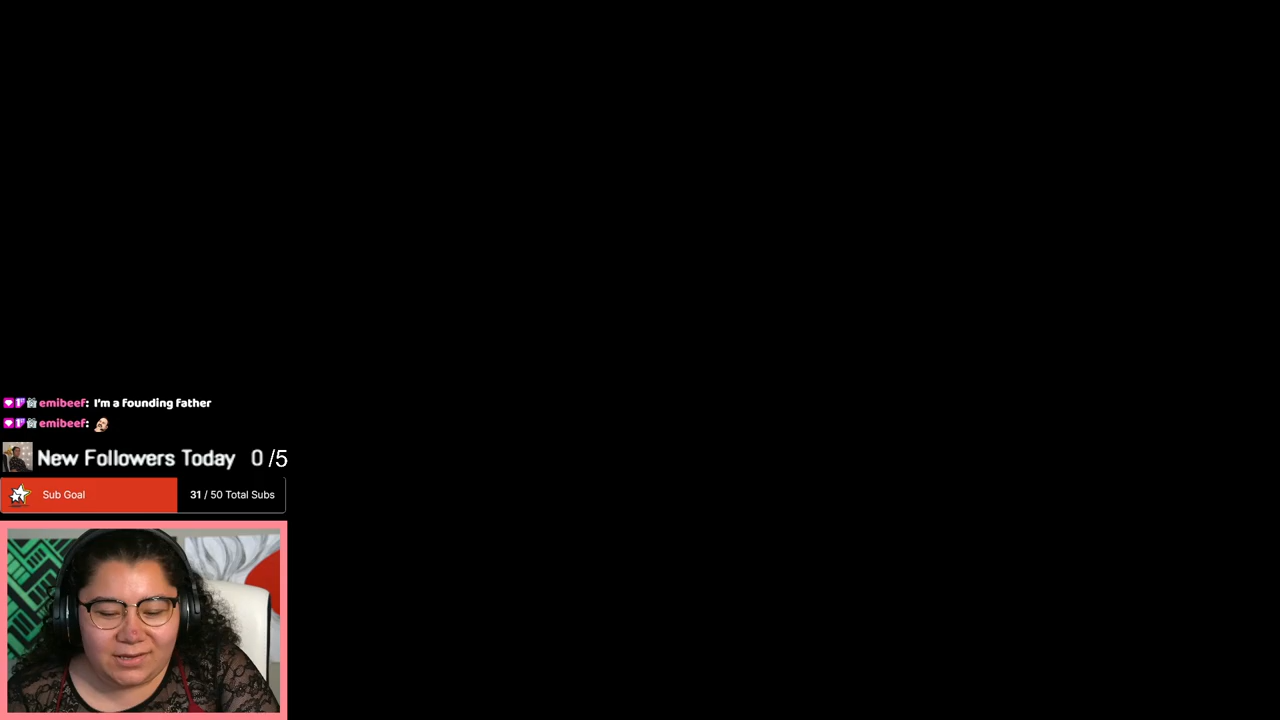 emibeef: I'm a founding father
emibeef:
New Followers Today 0 /5
Sub Goal 31 / 50 Total Subs